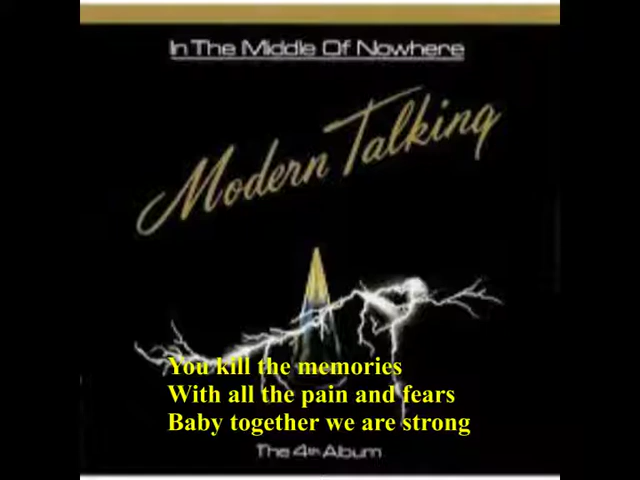 In The Middle Of Nowhere
Modern Talking
You kill the memories
With all the pain and fears
Baby together we are strong
The 4th Album